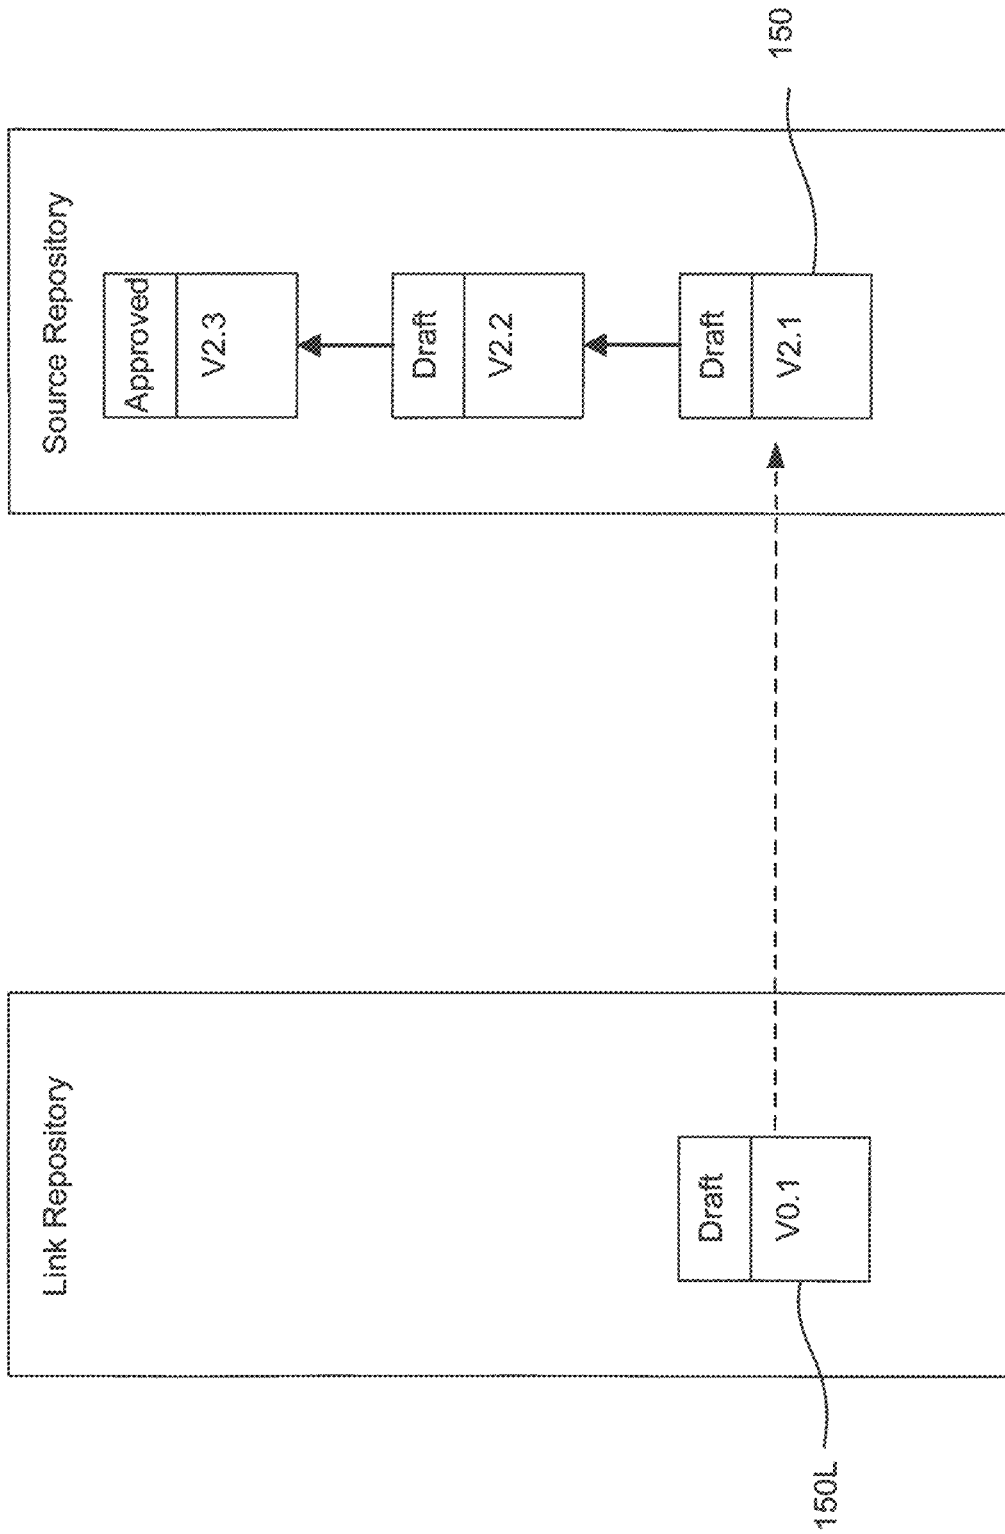 Link Repository
Source Repository
Approved
V2.3
Draft
V2.2
Draft
V0.1
Draft
V2.1
150L
150